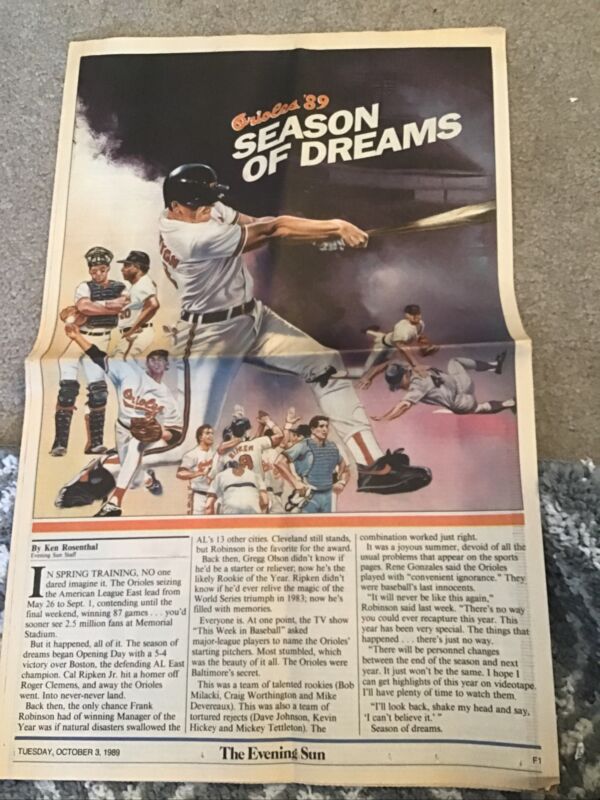 Orioles '89
SEASON
OF DREAMS
Orioles
By Ken Rosenthal
Evening Sun Staff
IN SPRING TRAINING, NO one
dared imagine it. The Orioles seizing
the American League East lead from
May 26 to Sept. 1, contending until the
final weekend, winning 87 games . . . you'd
sooner see 2.5 million fans at Memorial
Stadium.
But it happened, all of it. The season of
dreams began Opening Day with a 5-4
victory over Boston, the defending AL East
champion. Cal Ripken Jr. hit a homer off
Roger Clemens, and away the Orioles
went. Into never-never land.
Back then, the only chance Frank
Robinson had of winning Manager of the
Year was if natural disasters swallowed the
AL's 13 other cities. Cleveland still stands,
but Robinson is the favorite for the award.
Back then, Gregg Olson didn't know if
he'd be a starter or reliever; now he's the
likely Rookie of the Year. Ripken didn't
know if he'd ever relive the magic of the
World Series triumph in 1983; now he's
filled with memories.
Everyone is. At one point, the TV show
"This Week in Baseball" asked
major-league players to name the Orioles'
starting pitchers. Most stumbled, which
was the beauty of it all. The Orioles were
Baltimore's secret.
This was a team of talented rookies (Bob
Milacki, Craig Worthington and Mike
Devereaux). This was also a team of
tortured rejects (Dave Johnson, Kevin
Hickey and Mickey Tettleton). The
combination worked just right.
It was a joyous summer, devoid of all the
usual problems that appear on the sports
pages. Rene Gonzales said the Orioles
played with "convenient ignorance." They
were baseball's last innocents.
"It will never be like this again,"
Robinson said last week. "There's no way
you could ever recapture this year. This
year has been very special. The things that
happened . . . there's just no way.
"There will be personnel changes
between the end of the season and next
year. It just won't be the same. I hope I
can get highlights of this year on videotape.
I'll have plenty of time to watch them.
"I'll look back, shake my head and say,
'I can't believe it.' "
Season of dreams.
TUESDAY, OCTOBER 3, 1989
The Evening Sun
F1